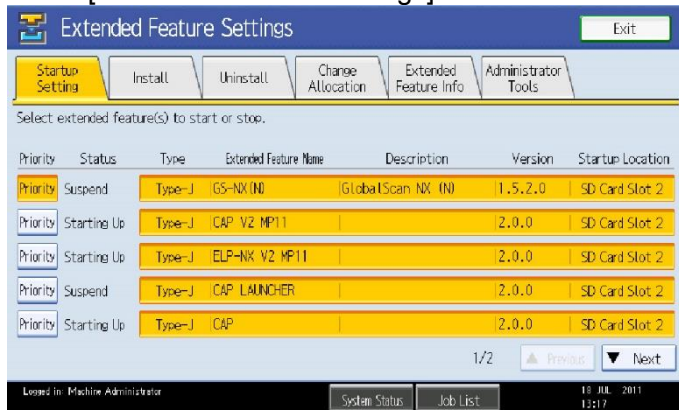 Extended Feature Settings
Exit
Startup Setting
Install
Uninstall
Change Allocation
Extended Feature Info
Administrator Tools
Select extended feature(s) to start or stop.
Priority Status Type Extended Feature Name Description Version Startup Location
Priority Suspend Type-J GS-NX(N) GlobalScan NX (N) 1.5.2.0 SD Card Slot 2
Priority Starting Up Type-J CAP V2 MP11 2.0.0 SD Card Slot 2
Priority Starting Up Type-J ELP-NX V2 MP11 2.0.0 SD Card Slot 2
Priority Suspend Type-J CAP LAUNCHER 2.0.0 SD Card Slot 2
Priority Starting Up Type-J CAP 2.0.0 SD Card Slot 2
1/2 ▲ Previous ▼ Next
Logged in: Machine Administrator
System Status
Job List
18 JUL 2011
13:17